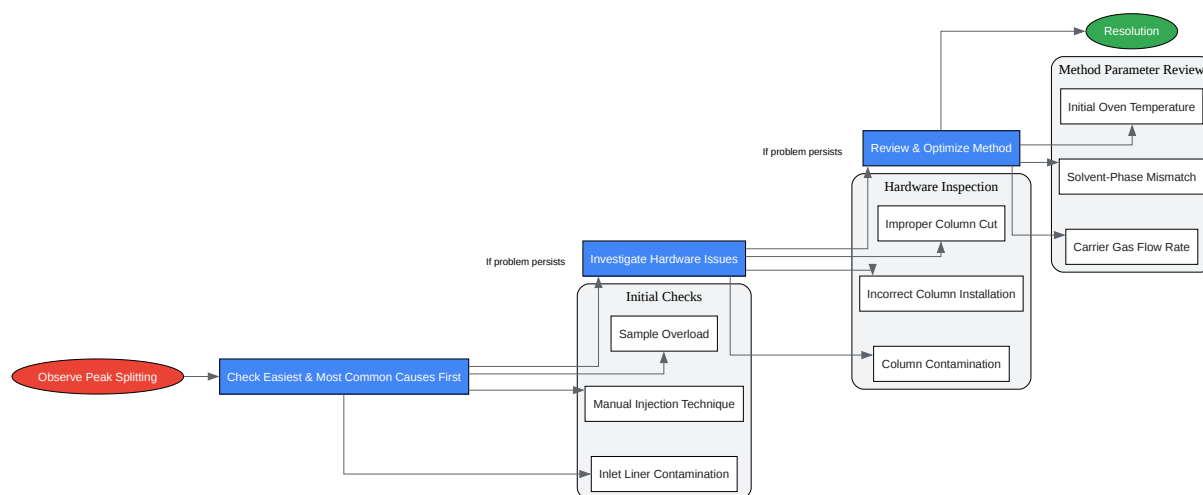 Resolution
Method Parameter Review
Initial Oven Temperature
If problem persists
Review & Optimize Method
Solvent-Phase Mismatch
Hardware Inspection
Improper Column Cut
Carrier Gas Flow Rate
If problem persists
Investigate Hardware Issues
Incorrect Column Installation
Initial Checks
Sample Overload
Column Contamination
Observe Peak Splitting
Check Easiest & Most Common Causes First
Manual Injection Technique
Inlet Liner Contamination